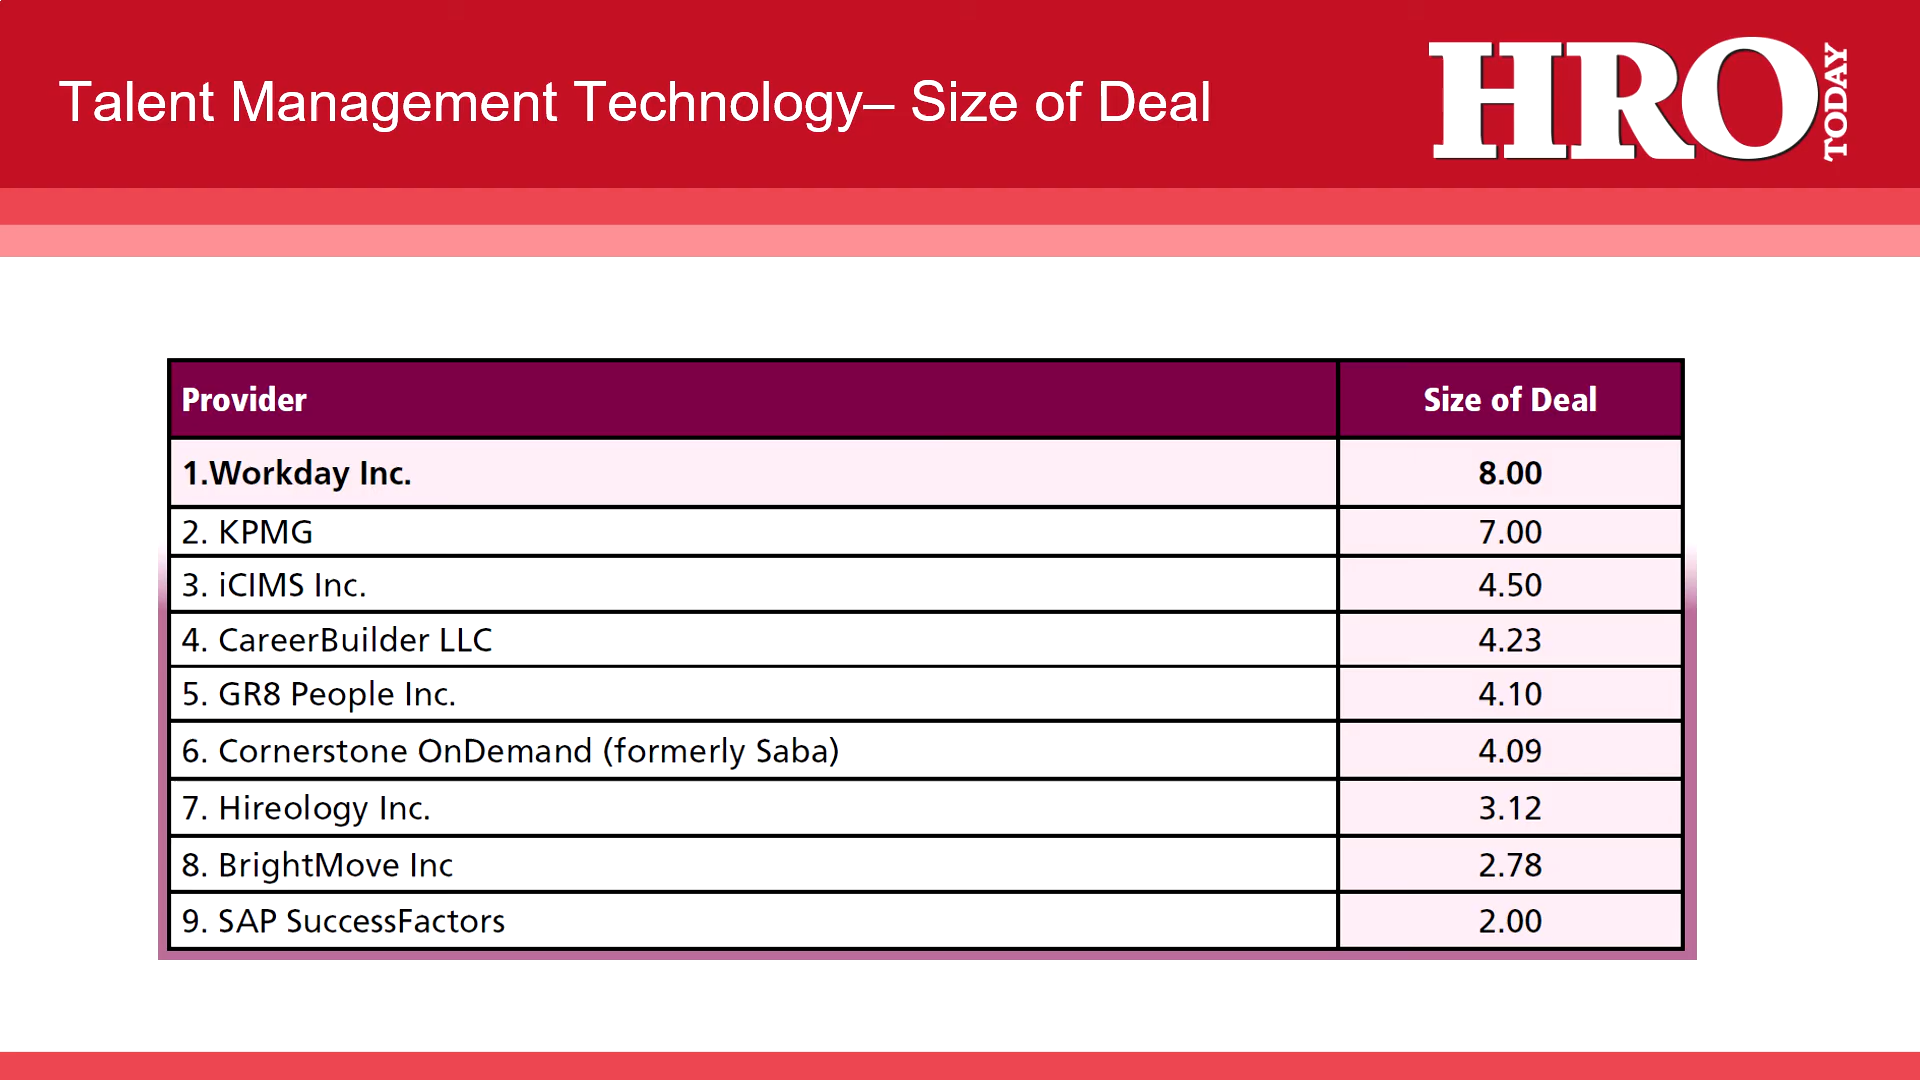 Talent Management Technology– Size of Deal
HRO
TODAY
Provider Size of Deal
1.Workday Inc. 8.00
2. KPMG 7.00
3. iCIMS Inc. 4.50
4. CareerBuilder LLC 4.23
5. GR8 People Inc. 4.10
6. Cornerstone OnDemand (formerly Saba) 4.09
7. Hireology Inc. 3.12
8. BrightMove Inc 2.78
9. SAP SuccessFactors 2.00